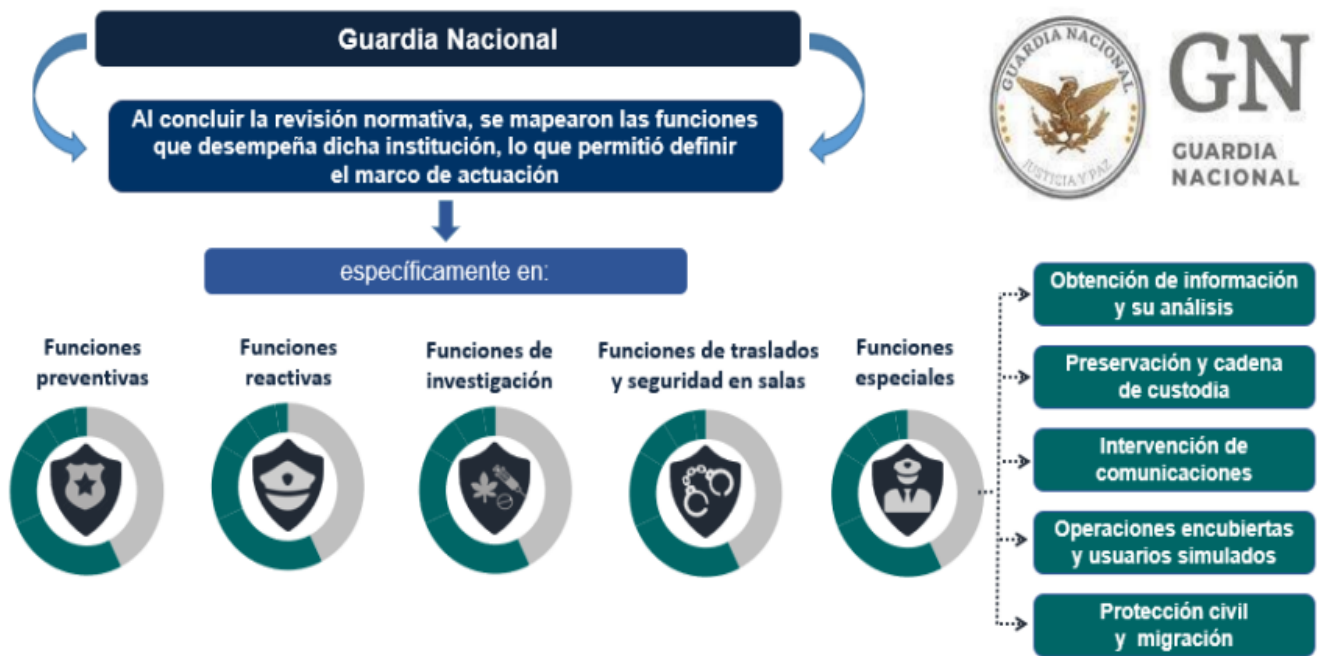 Guardia Nacional
Al concluir la revisión normativa, se mapearon las funciones
que desempeña dicha institución, lo que permitió definir
el marco de actuación
específicamente en:
GUARDIA NACIONAL
JUSTICIA Y PAZ
GN
GUARDIA
NACIONAL
Funciones
preventivas
Funciones
reactivas
Funciones de
investigación
Funciones de traslados
y seguridad en salas
Funciones
especiales
Obtención de información
y su análisis
Preservación y cadena
de custodia
Intervención de
comunicaciones
Operaciones encubiertas
y usuarios simulados
Protección civil
y migración